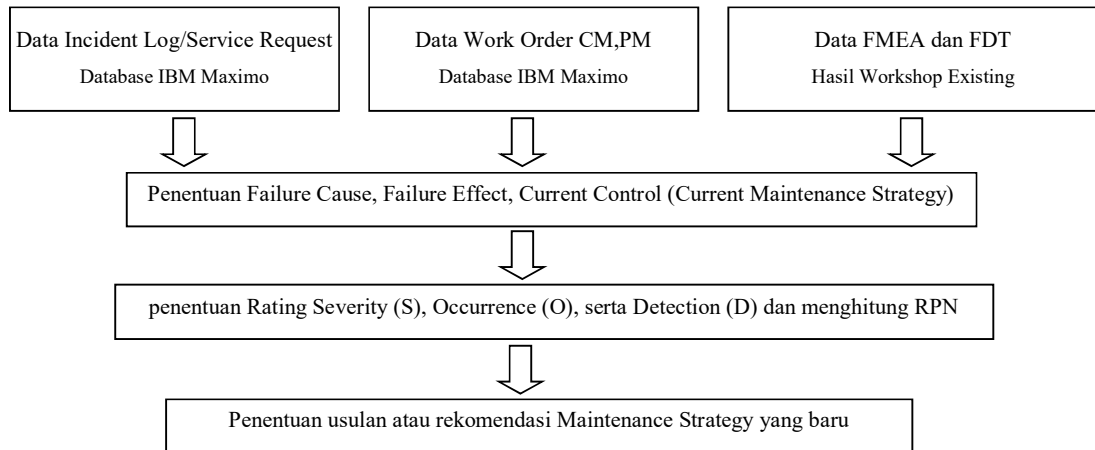 Data Incident Log/Service Request
Database IBM Maximo
Data Work Order CM,PM
Database IBM Maximo
Data FMEA dan FDT
Hasil Workshop Existing
Penentuan Failure Cause, Failure Effect, Current Control (Current Maintenance Strategy)
penentuan Rating Severity (S), Occurrence (O), serta Detection (D) dan menghitung RPN
Penentuan usulan atau rekomendasi Maintenance Strategy yang baru